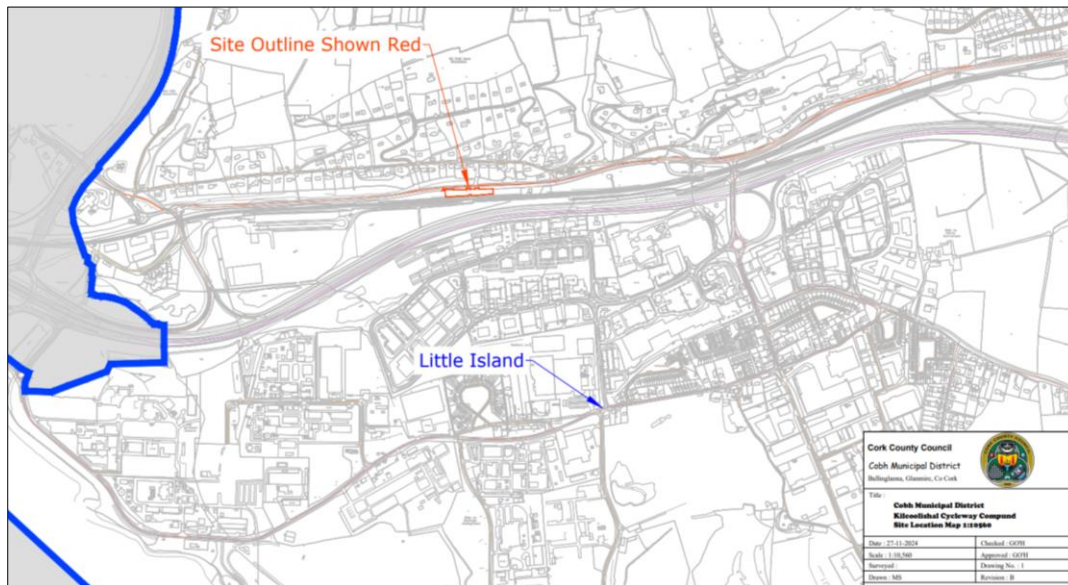 Site Outline Shown Red
Little Island
Cork County Council
Cobh Municipal District
Ballinglanna, Glanmire, Co Cork
Title :
Cobh Municipal District
Kilcoolishal Cycleway Compund
Site Location Map 1:10560
Date : 27-11-2024
Checked : GO'H
Scale : 1:10,560
Approved : GO'H
Surveyed :
Drawing No. : 1
Drawn : MS
Revision : B